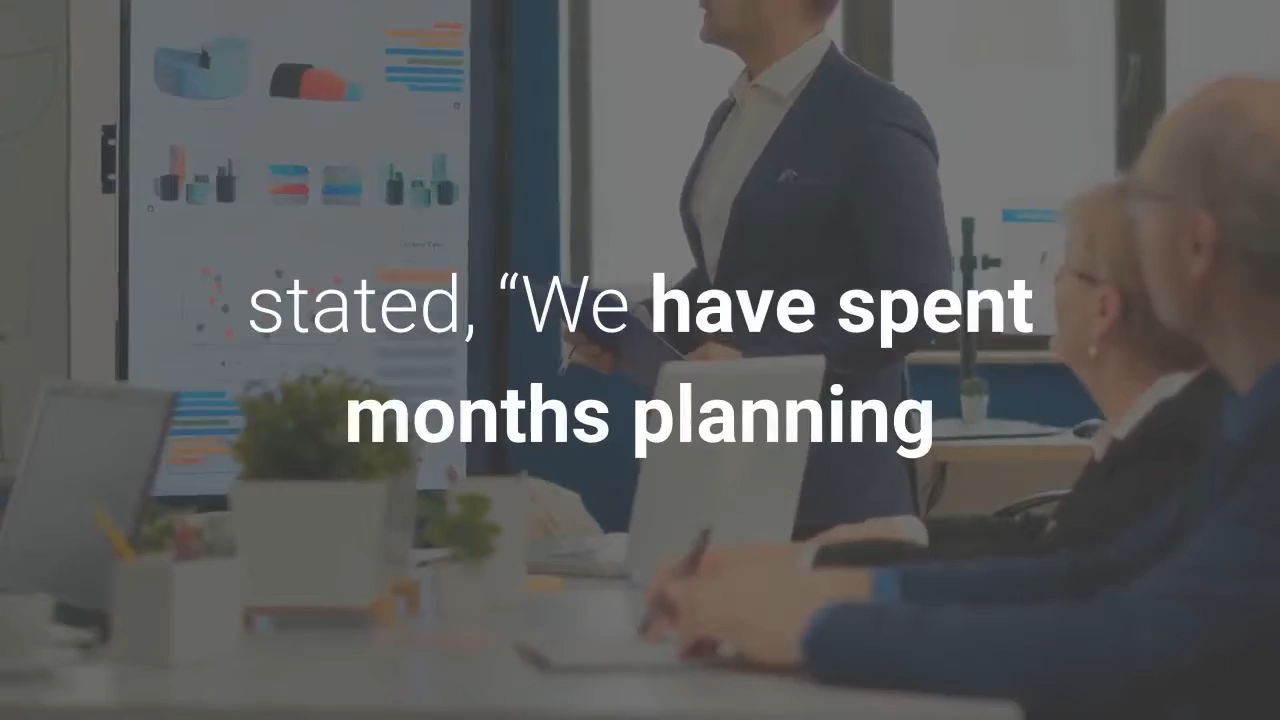 stated, “We have spent
months planning